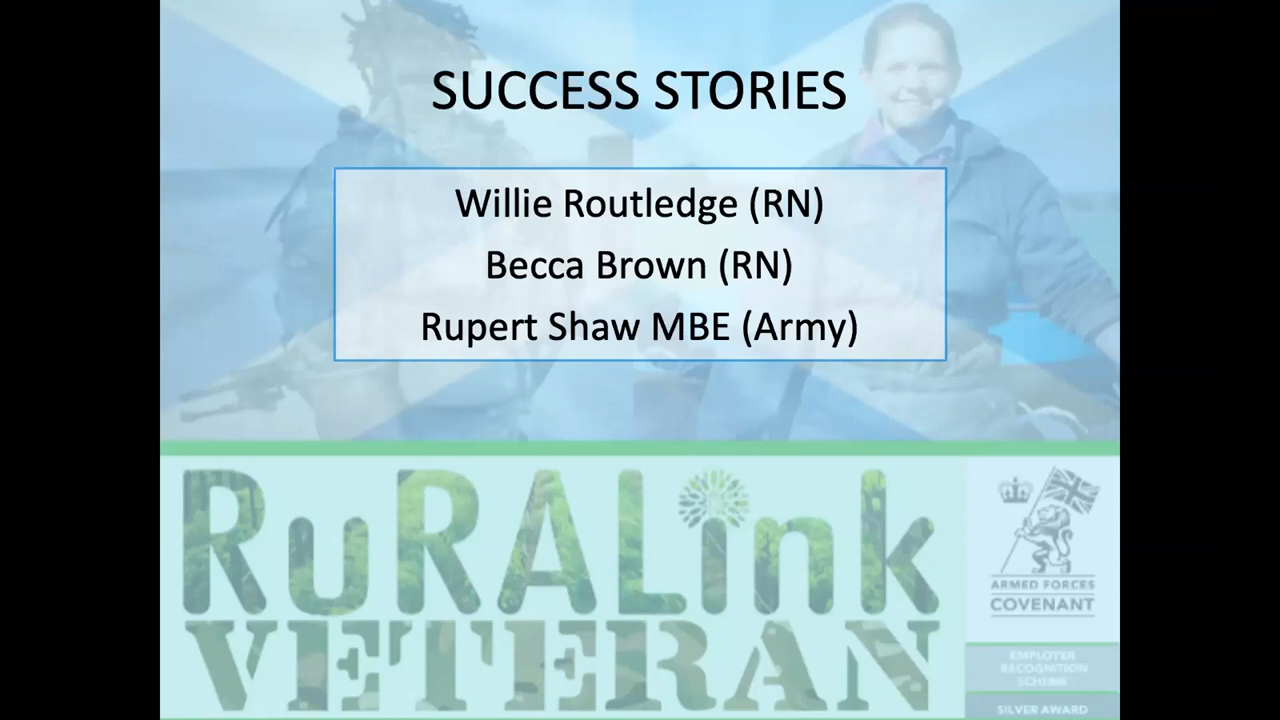 SUCCESS STORIES
Willie Routledge (RN)
Becca Brown (RN)
Rupert Shaw MBE (Army)
RuRALink
VETERAN
ARMED FORCES
COVENANT
EMPLOYER
RECOGNITION
SCHEME
SILVER AWARD